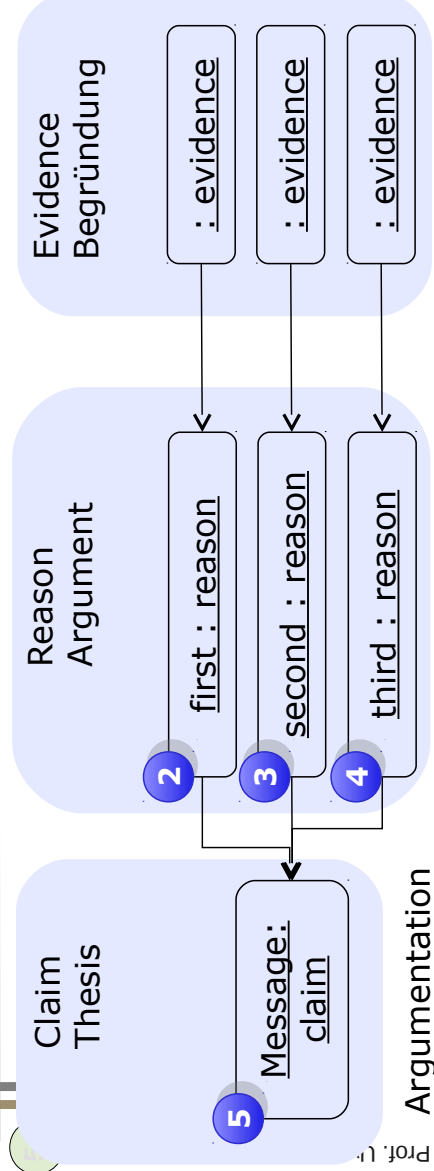 Claim
Thesis
5
Message:
claim
Reason
Argument
2
first : reason
3
second : reason
4
third : reason
Evidence
Begründung
: evidence
: evidence
: evidence
Argumentation
Prof.